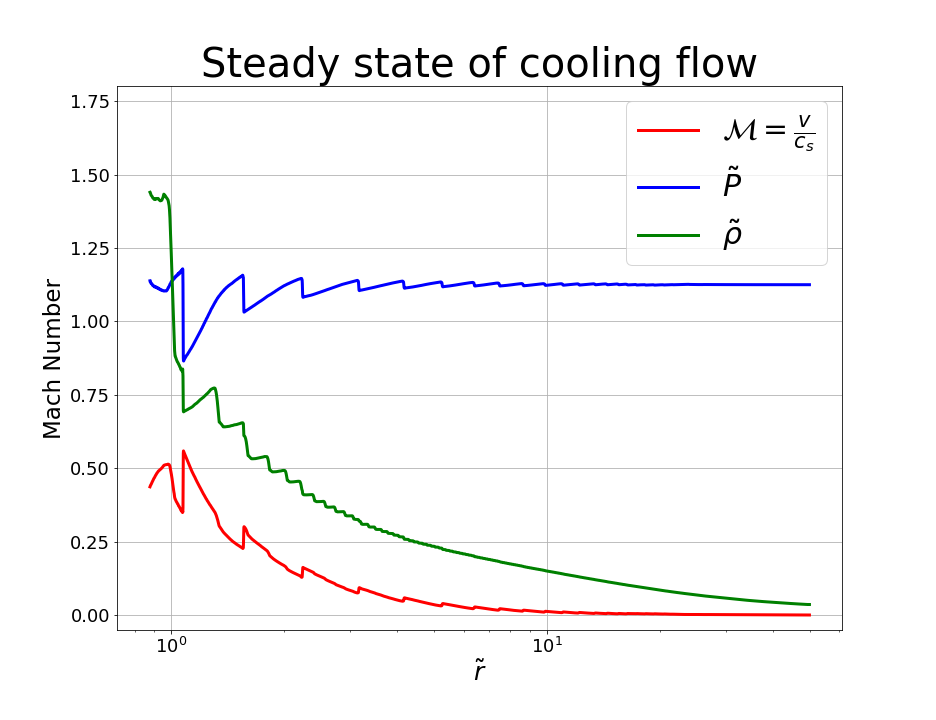 Steady state of cooling flow
1.75
1.50
1.25
1.00
0.75
0.50
0.25
0.00
Mach Number
ℳ = v/c_s
P̃
ρ̃
10⁰
10¹
r̃